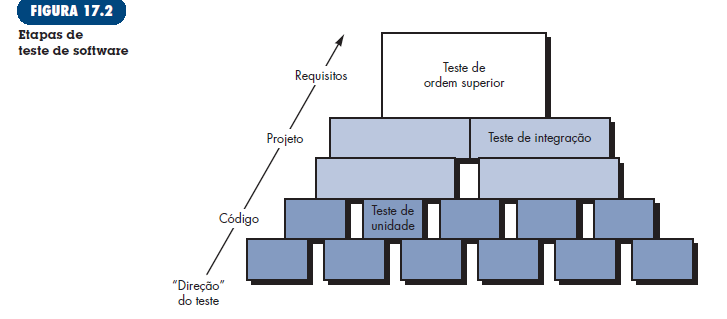 FIGURA 17.2
Etapas de
teste de software
Requisitos
Teste de
ordem superior
Projeto
Teste de integração
Código
Teste de
unidade
“Direção”
do teste